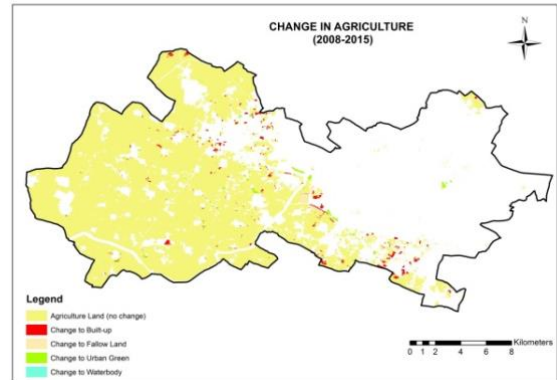 CHANGE IN AGRICULTURE
(2008-2015)
N
Legend
Agriculture Land (no change)
Change to Built-up
Change to Fallow Land
Change to Urban Green
Change to Waterbody
Kilometers
0 1 2 4 6 8